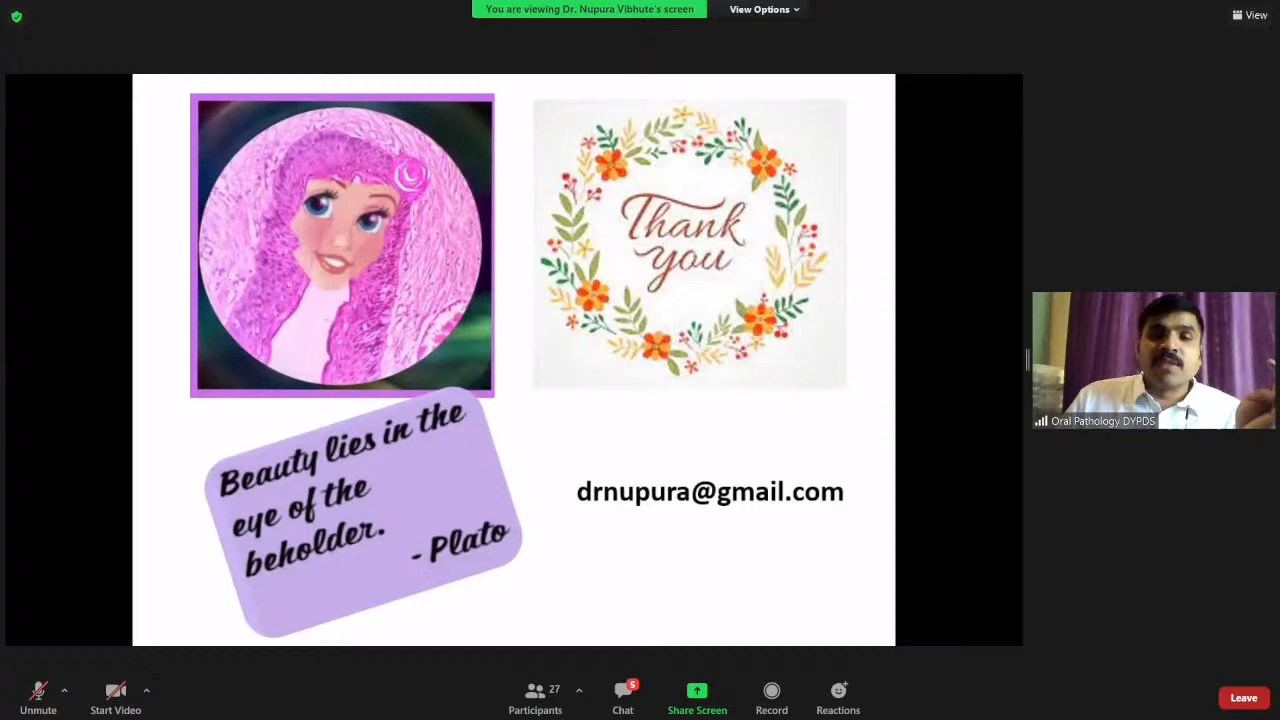 You are viewing Dr. Nupura Vibhute's screen
View Options
View
Thank
you
Beauty lies in the
eye of the
beholder.
- Plato
drnupura@gmail.com
Oral Pathology DYPDS
Unmute
Start Video
27
Participants
5
Chat
Share Screen
Record
Reactions
Leave